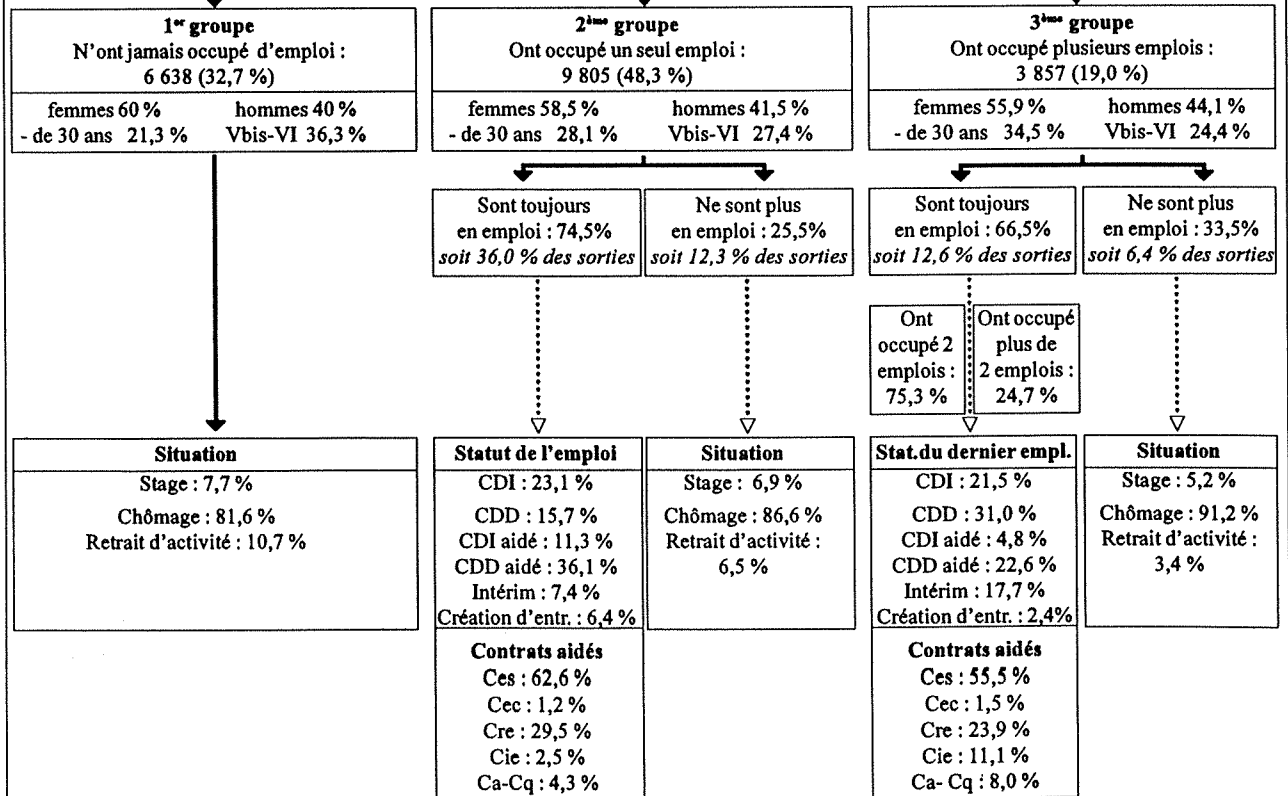 1er groupe
N'ont jamais occupé d'emploi :
6 638 (32,7 %)
femmes 60 % hommes 40 %
- de 30 ans 21,3 % Vbis-VI 36,3 %
2ème groupe
Ont occupé un seul emploi :
9 805 (48,3 %)
femmes 58,5 % hommes 41,5 %
- de 30 ans 28,1 % Vbis-VI 27,4 %
3ème groupe
Ont occupé plusieurs emplois :
3 857 (19,0 %)
femmes 55,9 % hommes 44,1 %
- de 30 ans 34,5 % Vbis-VI 24,4 %
Sont toujours
en emploi : 74,5%
soit 36,0 % des sorties
Ne sont plus
en emploi : 25,5%
soit 12,3 % des sorties
Sont toujours
en emploi : 66,5%
soit 12,6 % des sorties
Ne sont plus
en emploi : 33,5%
soit 6,4 % des sorties
Ont
occupé 2
emplois :
75,3 %
Ont occupé
plus de
2 emplois :
24,7 %
Situation
Stage : 7,7 %
Chômage : 81,6 %
Retrait d'activité : 10,7 %
Statut de l'emploi
CDI : 23,1 %
CDD : 15,7 %
CDI aidé : 11,3 %
CDD aidé : 36,1 %
Intérim : 7,4 %
Création d'entr. : 6,4 %
Contrats aidés
Ces : 62,6 %
Cec : 1,2 %
Cre : 29,5 %
Cie : 2,5 %
Ca-Cq : 4,3 %
Situation
Stage : 6,9 %
Chômage : 86,6 %
Retrait d'activité :
6,5 %
Stat.du dernier empl.
CDI : 21,5 %
CDD : 31,0 %
CDI aidé : 4,8 %
CDD aidé : 22,6 %
Intérim : 17,7 %
Création d'entr. : 2,4%
Contrats aidés
Ces : 55,5 %
Cec : 1,5 %
Cre : 23,9 %
Cie : 11,1 %
Ca- Cq : 8,0 %
Situation
Stage : 5,2 %
Chômage : 91,2 %
Retrait d'activité :
3,4 %